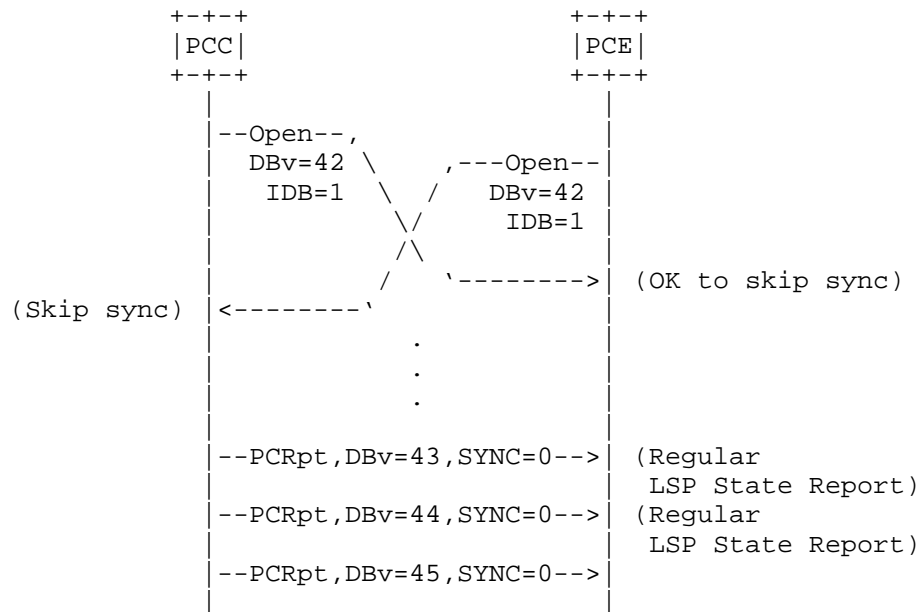 +-+-+                    +-+-+
|PCC|                    |PCE|
+-+-+                    +-+-+
|                        |
|--Open--,               |
|  DBv=42 \    ,---Open--|
|   IDB=1  \  /    DBv=42|
|           \/      IDB=1|
|           /\           |
|          /  `--------->| (OK to skip sync)
(Skip sync) |<--------`              |
|            .           |
|            .           |
|            .           |
|                        |
|--PCRpt,DBv=43,SYNC=0-->| (Regular
|                        | LSP State Report)
|--PCRpt,DBv=44,SYNC=0-->| (Regular
|                        | LSP State Report)
|--PCRpt,DBv=45,SYNC=0-->|
|                        |